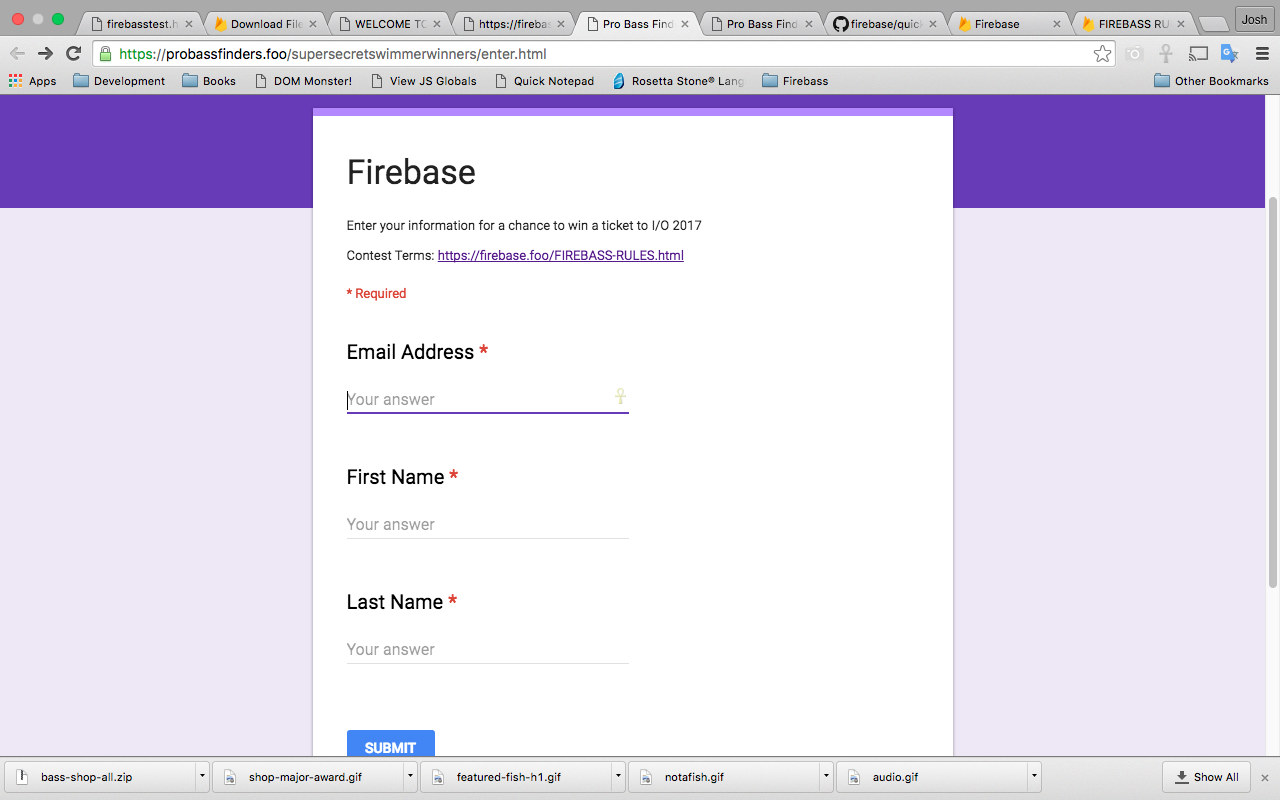 firebasstest.h
Download File
WELCOME TO
https://fireba
Pro Bass Find
Pro Bass Find
firebase/quic
Firebase
FIREBASS RU
Josh
https://probassfinders.foo/supersecretswimmerwinners/enter.html
Apps
Development
Books
DOM Monster!
View JS Globals
Quick Notepad
Rosetta Stone® Lang
Firebass
Other Bookmarks
Firebase
Enter your information for a chance to win a ticket to I/O 2017
Contest Terms: https://firebase.foo/FIREBASS-RULES.html
* Required
Email Address *
Your answer
First Name *
Your answer
Last Name *
Your answer
SUBMIT
bass-shop-all.zip
shop-major-award.gif
featured-fish-h1.gif
notafish.gif
audio.gif
Show All